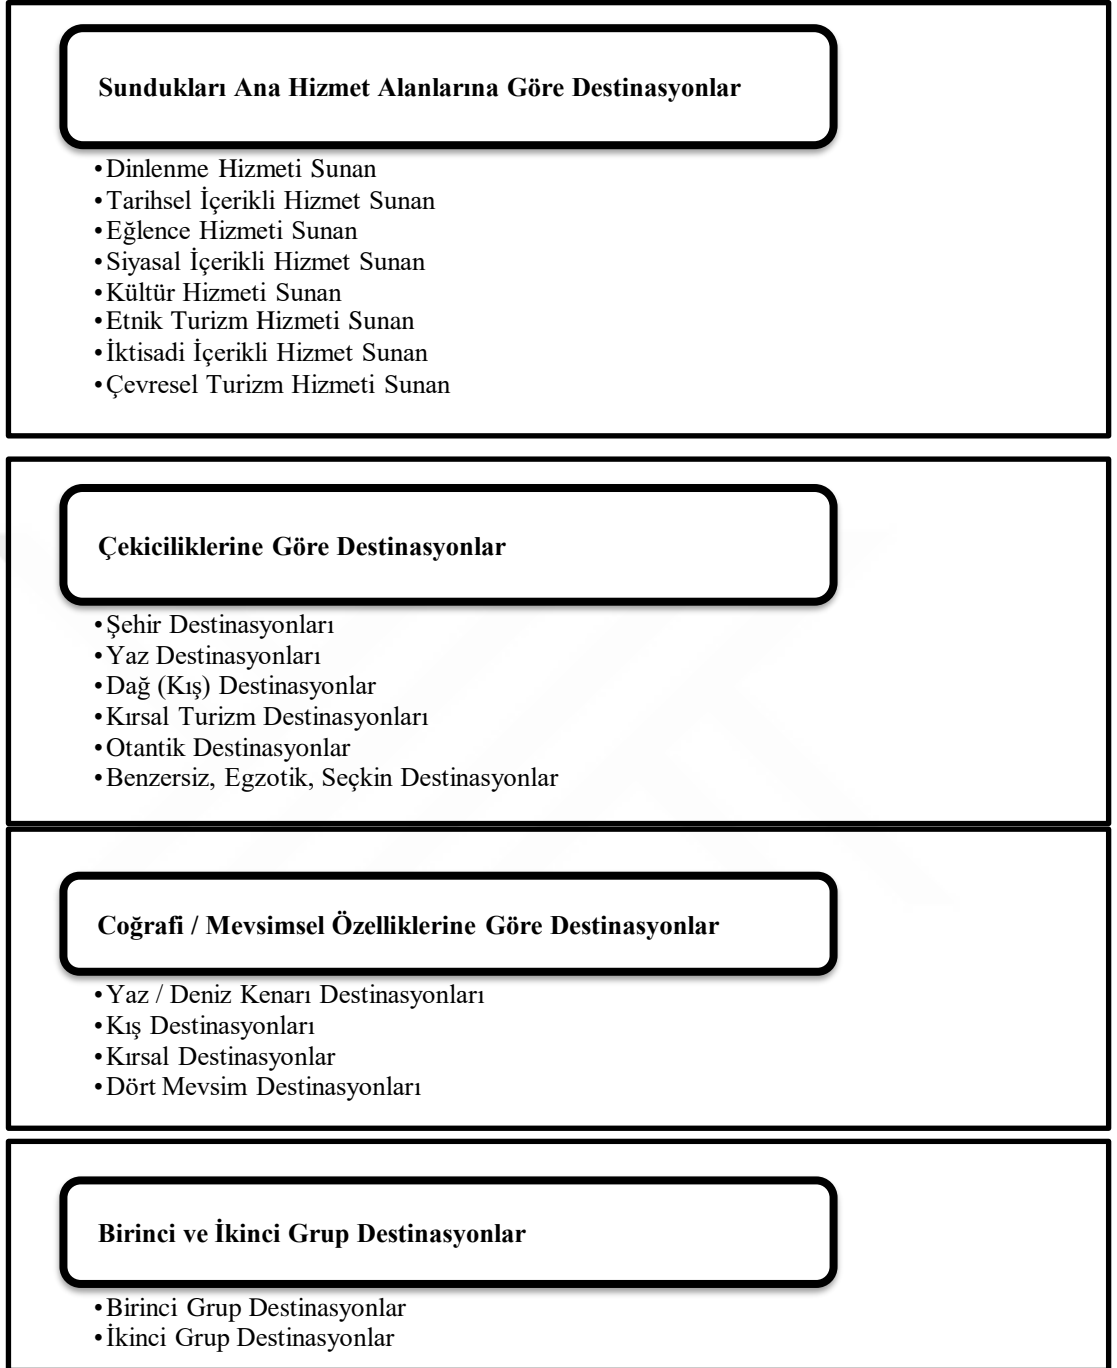 Sundukları Ana Hizmet Alanlarına Göre Destinasyonlar
•Dinlenme Hizmeti Sunan
•Tarihsel İçerikli Hizmet Sunan
•Eğlence Hizmeti Sunan
•Siyasal İçerikli Hizmet Sunan
•Kültür Hizmeti Sunan
•Etnik Turizm Hizmeti Sunan
•İktisadi İçerikli Hizmet Sunan
•Çevresel Turizm Hizmeti Sunan
Çekiciliklerine Göre Destinasyonlar
•Şehir Destinasyonları
•Yaz Destinasyonları
•Dağ (Kış) Destinasyonlar
•Kırsal Turizm Destinasyonları
•Otantik Destinasyonlar
•Benzersiz, Egzotik, Seçkin Destinasyonlar
Coğrafi / Mevsimsel Özelliklerine Göre Destinasyonlar
•Yaz / Deniz Kenarı Destinasyonları
•Kış Destinasyonları
•Kırsal Destinasyonlar
•Dört Mevsim Destinasyonları
Birinci ve İkinci Grup Destinasyonlar
•Birinci Grup Destinasyonlar
•İkinci Grup Destinasyonlar